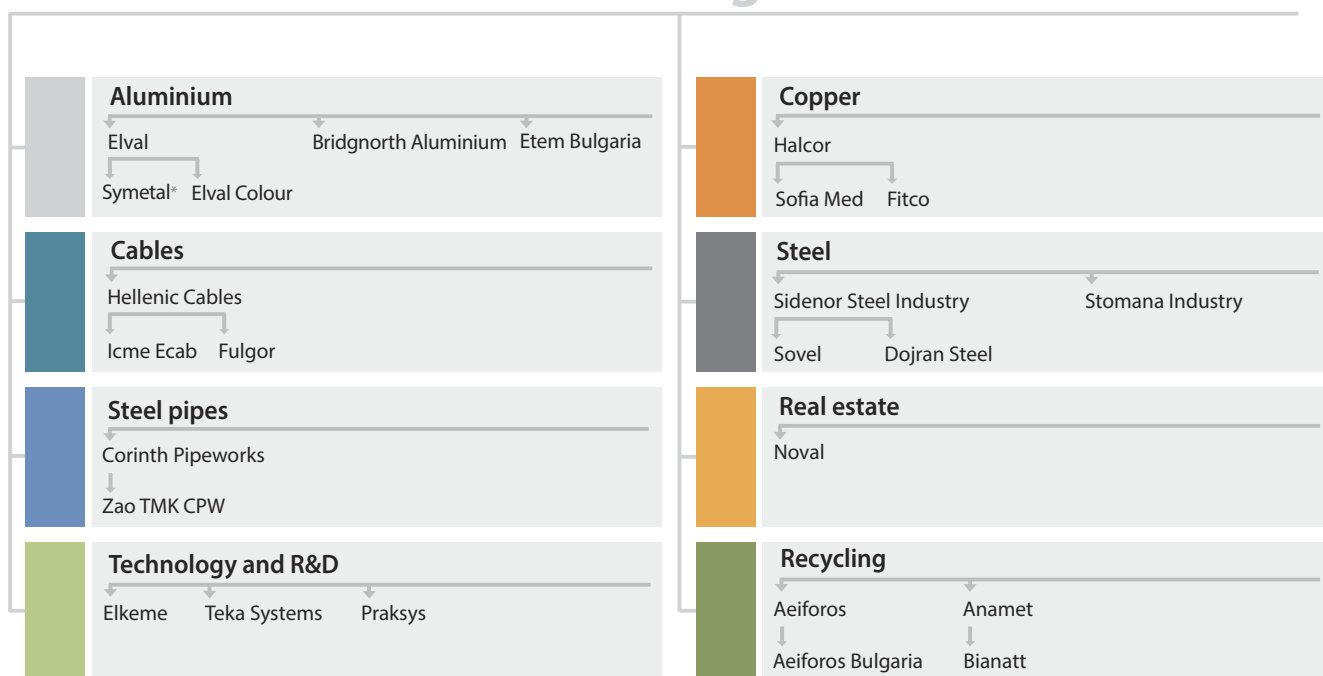 Aluminium
Elval Bridgnorth Aluminium Etem Bulgaria
Symetal* Elval Colour
Cables
Hellenic Cables
Icme Ecab Fulgor
Steel pipes
Corinth Pipeworks
Zao TMK CPW
Technology and R&D
Elkeme Teka Systems Praksys
Copper
Halcor
Sofia Med Fitco
Steel
Sidenor Steel Industry Stomana Industry
Sovel Dojran Steel
Real estate
Noval
Recycling
Aeiforos Anamet
Aeiforos Bulgaria Bianatt